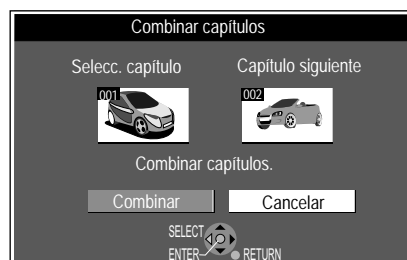 Combinar capítulos
Selecc. capítulo Capítulo siguiente
001 002
Combinar capítulos.
Combinar Cancelar
SELECT
ENTER RETURN